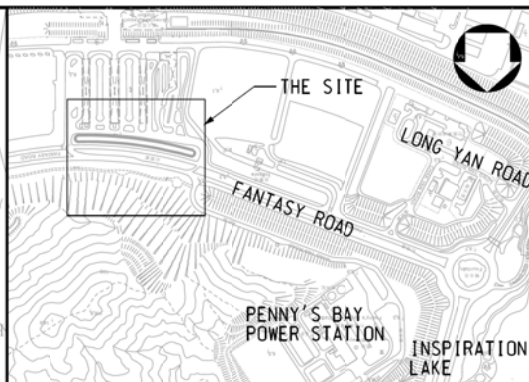 THE SITE
LONG YAN ROAD
FANTASY ROAD
PENNY'S BAY
POWER STATION
INSPIRATION
LAKE